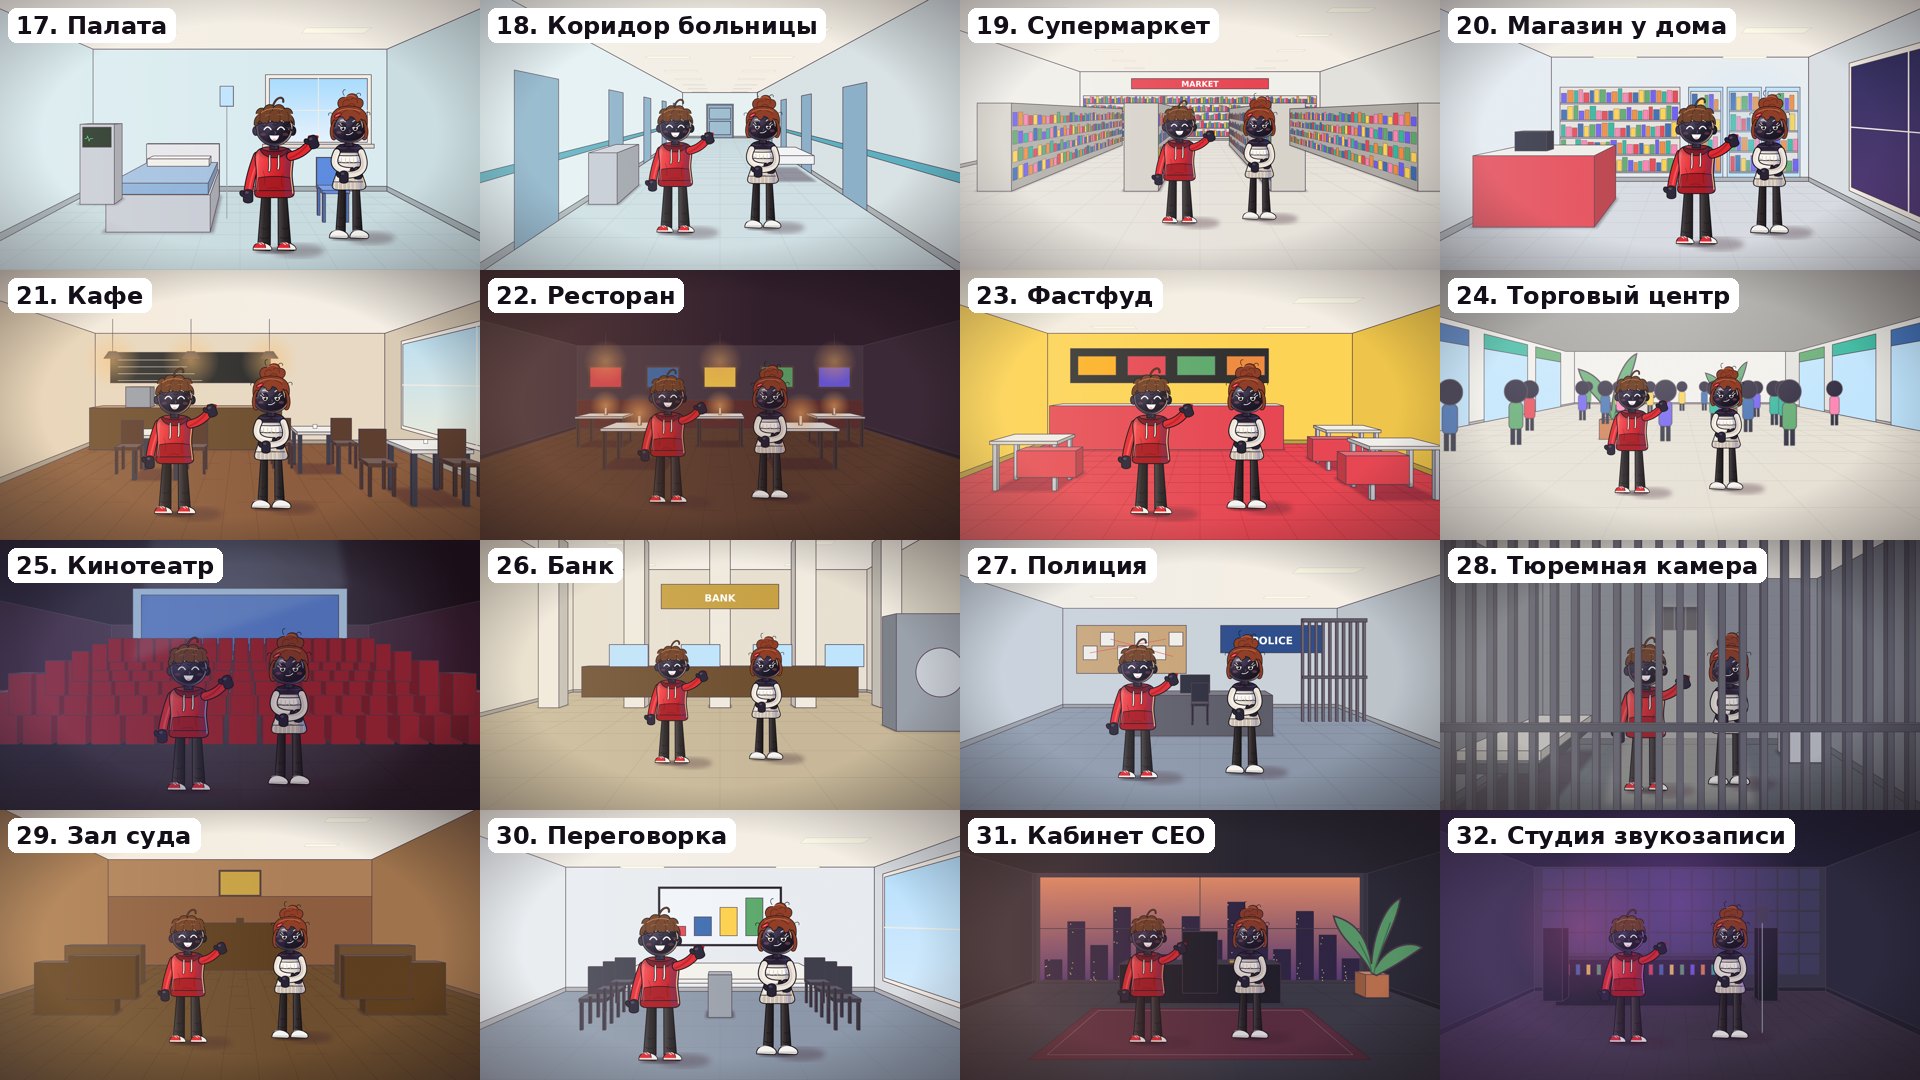 17. Палата
18. Коридор больницы
19. Супермаркет
20. Магазин у дома
MARKET
21. Кафе
22. Ресторан
23. Фастфуд
24. Торговый центр
25. Кинотеатр
26. Банк
27. Полиция
28. Тюремная камера
BANK
POLICE
29. Зал суда
30. Переговорка
31. Кабинет CEO
32. Студия звукозаписи